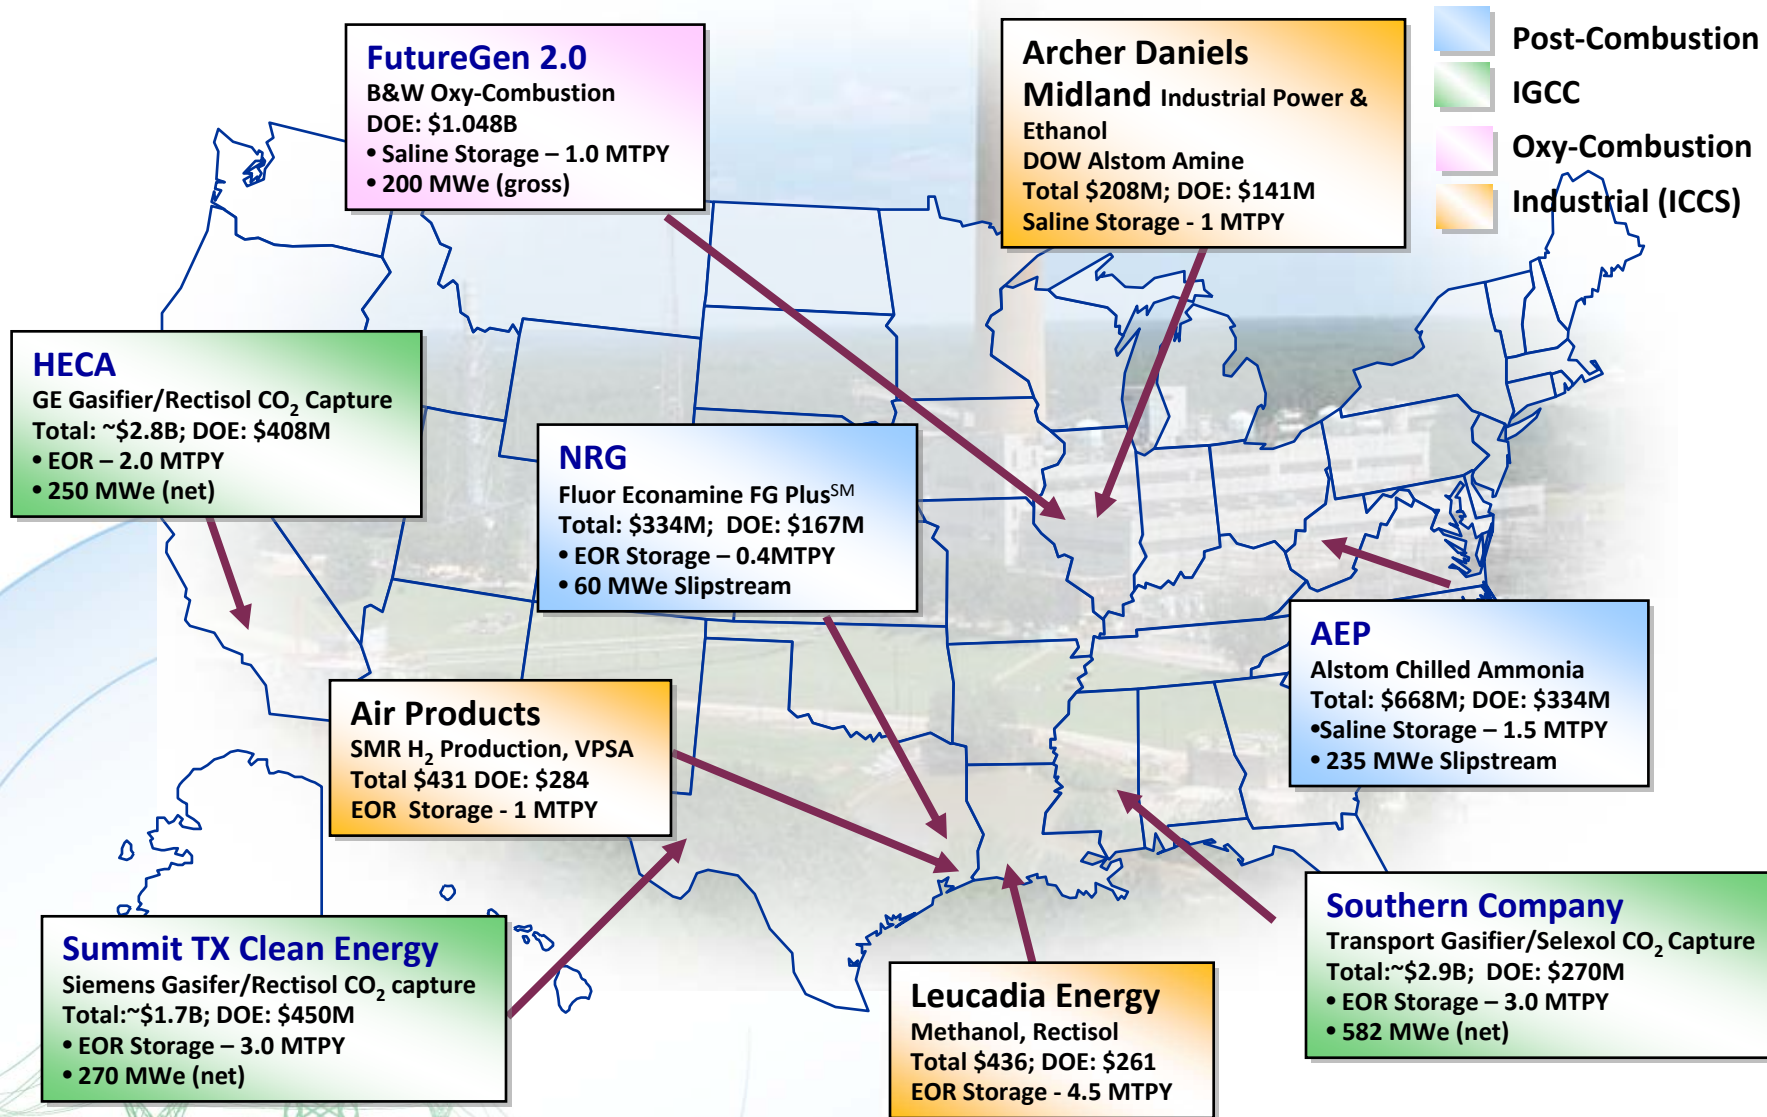 FutureGen 2.0
B&W Oxy-Combustion
DOE: $1.048B
• Saline Storage – 1.0 MTPY
• 200 MWe (gross)
Archer Daniels
Midland Industrial Power &
Ethanol
DOW Alstom Amine
Total $208M; DOE: $141M
Saline Storage - 1 MTPY
Post-Combustion
IGCC
Oxy-Combustion
Industrial (ICCS)
HECA
GE Gasifier/Rectisol CO2 Capture
Total: ~$2.8B; DOE: $408M
• EOR – 2.0 MTPY
• 250 MWe (net)
NRG
Fluor Econamine FG PlusSM
Total: $334M; DOE: $167M
• EOR Storage – 0.4MTPY
• 60 MWe Slipstream
AEP
Alstom Chilled Ammonia
Total: $668M; DOE: $334M
•Saline Storage – 1.5 MTPY
• 235 MWe Slipstream
Air Products
SMR H2 Production, VPSA
Total $431 DOE: $284
EOR Storage - 1 MTPY
Summit TX Clean Energy
Siemens Gasifer/Rectisol CO2 capture
Total:~$1.7B; DOE: $450M
• EOR Storage – 3.0 MTPY
• 270 MWe (net)
Leucadia Energy
Methanol, Rectisol
Total $436; DOE: $261
EOR Storage - 4.5 MTPY
Southern Company
Transport Gasifier/Selexol CO2 Capture
Total:~$2.9B; DOE: $270M
• EOR Storage – 3.0 MTPY
• 582 MWe (net)